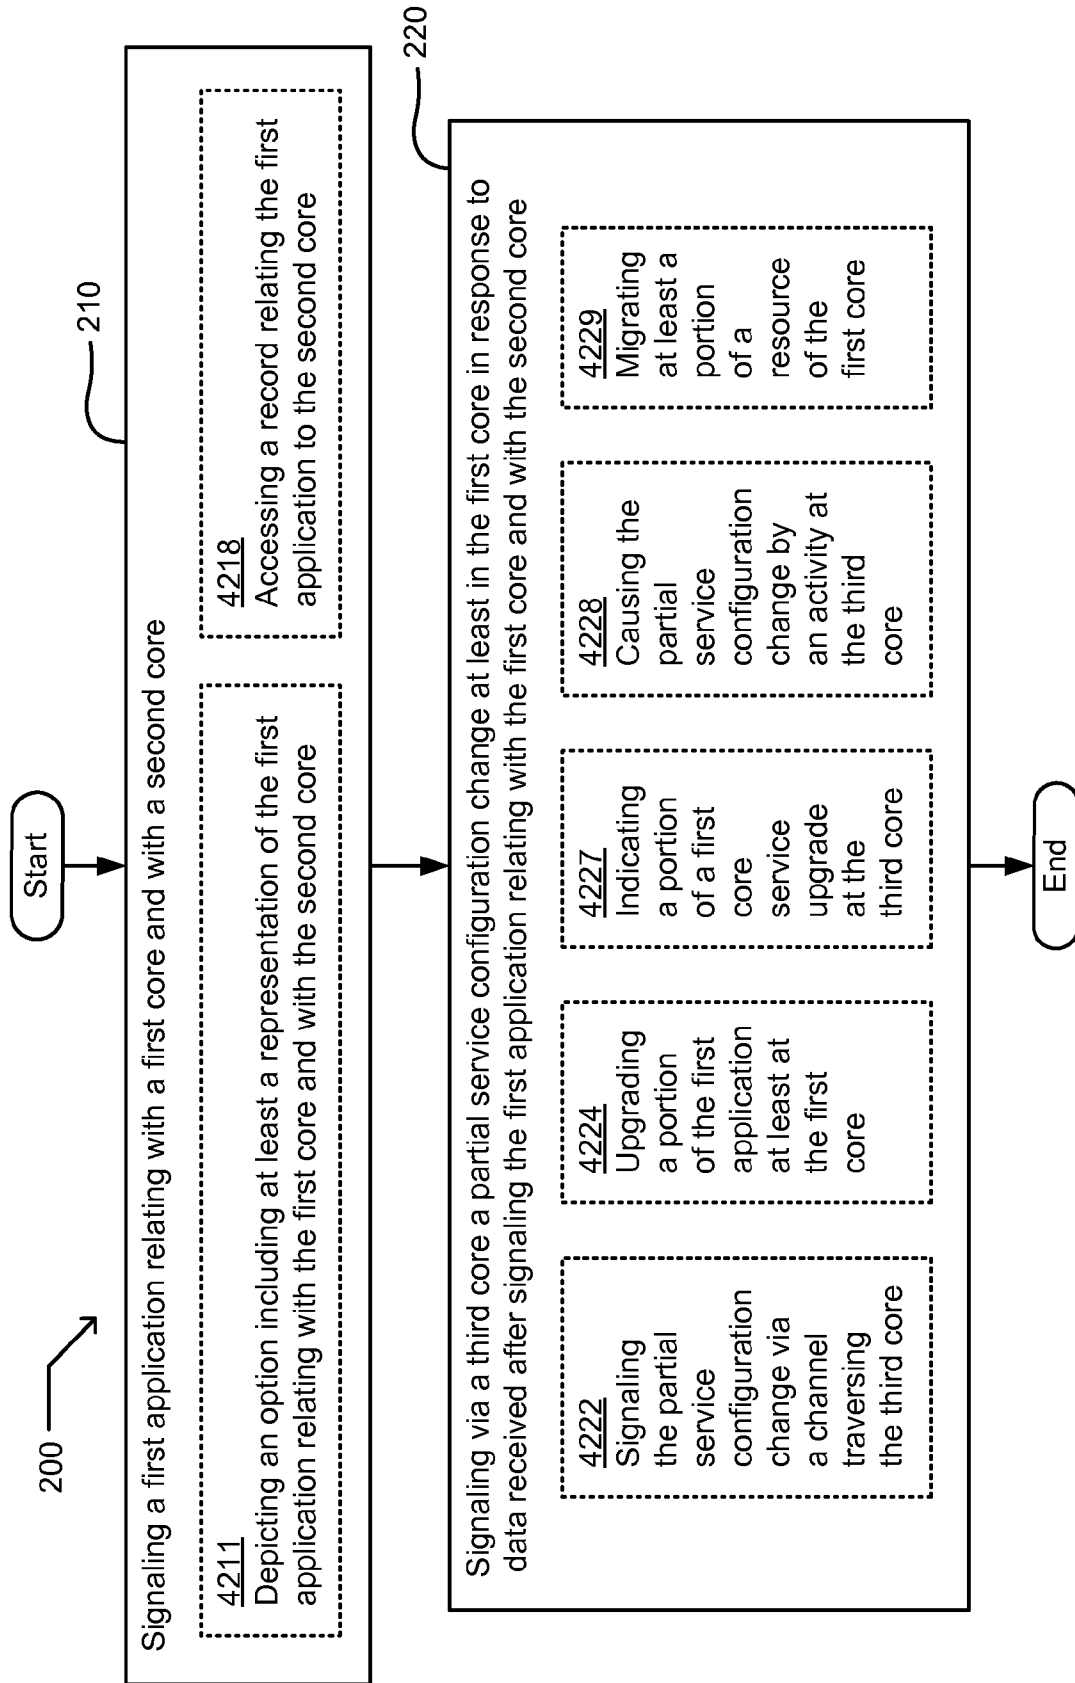 200
Start
210
Signaling a first application relating with a first core and with a second core
4211
Depicting an option including at least a representation of the first
application relating with the first core and with the second core
4218
Accessing a record relating the first
application to the second core
220
Signaling via a third core a partial service configuration change at least in the first core in response to
data received after signaling the first application relating with the first core and with the second core
4222
Signaling
the partial
service
configuration
change via
a channel
traversing
the third core
4224
Upgrading
a portion
of the first
application
at least at
the first
core
4227
Indicating
a portion
of a first
core
service
upgrade
at the
third core
4228
Causing the
partial
service
configuration
change by
an activity at
the third
core
4229
Migrating
at least a
portion
of a
resource
of the
first core
End